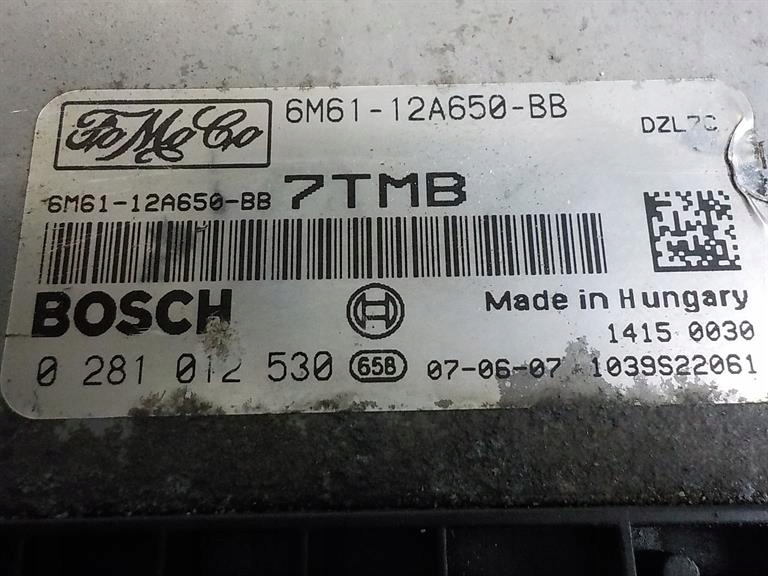 FoMoCo 6M61-12A650-BB DZL7C
6M61-12A650-BB 7TMB
BOSCH Made in Hungary
1415 0030
0 281 012 530 65B 07-06-07 1039S22061